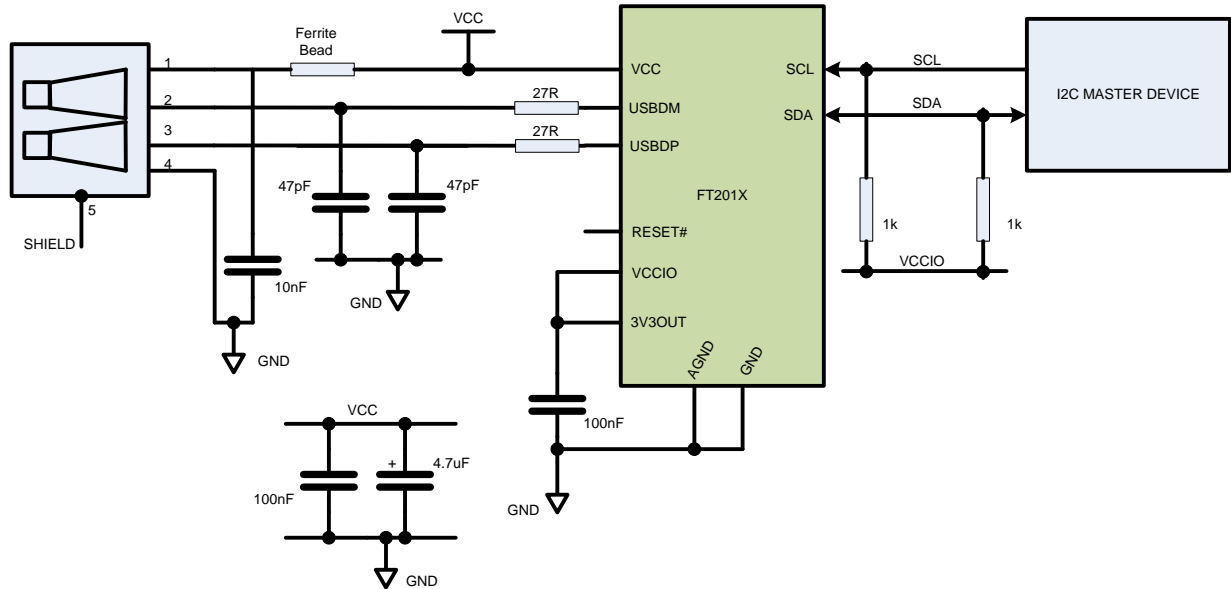 1
2
3
4
5
SHIELD
Ferrite
Bead
VCC
27R
27R
47pF
47pF
10nF
GND
GND
VCC
USBDM
USBDP
RESET#
VCCIO
3V3OUT
FT201X
SCL
SDA
AGND
GND
SCL
SDA
I2C MASTER DEVICE
1k
1k
VCCIO
100nF
GND
VCC
100nF
+
4.7uF
GND